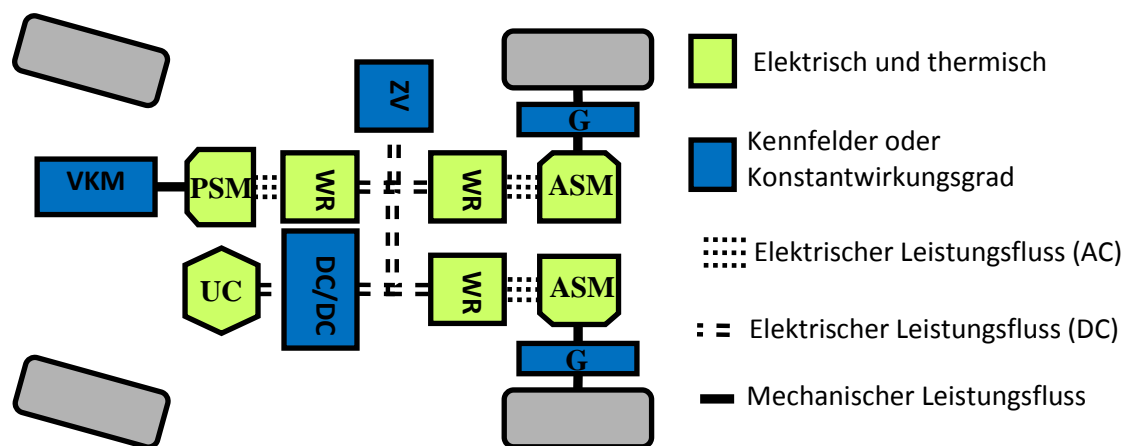 ZV
G
VKM
PSM
WR
WR
ASM
UC
DC/DC
WR
ASM
G
Elektrisch und thermisch
Kennfelder oder
Konstantwirkungsgrad
Elektrischer Leistungsfluss (AC)
Elektrischer Leistungsfluss (DC)
Mechanischer Leistungsfluss